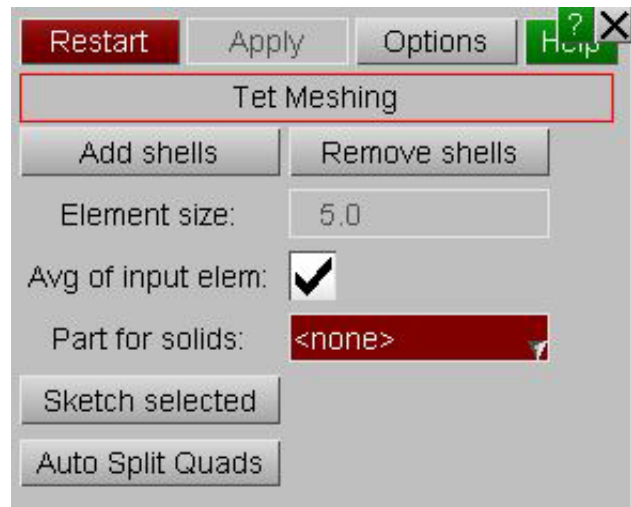 Restart Apply Options ?
Tet Meshing
Add shells Remove shells
Element size: 5.0
Avg of input elem:
Part for solids: <none>
Sketch selected
Auto Split Quads